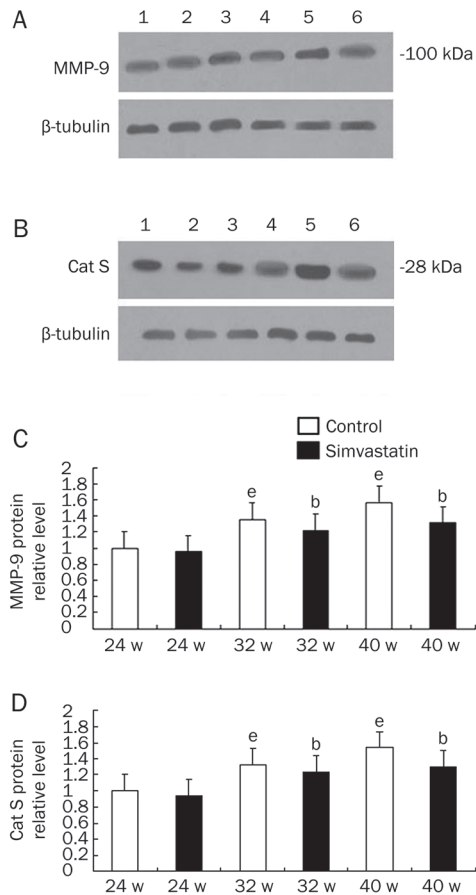 A
1 2 3 4 5 6
MMP-9
-100 kDa
β-tubulin
B
1 2 3 4 5 6
Cat S
-28 kDa
β-tubulin
C
Control
Simvastatin
MMP-9 protein
relative level
2
1.8
1.6
1.4
1.2
1
0.8
0.6
0.4
0.2
0
e b e b
24 w 24 w 32 w 32 w 40 w 40 w
D
Cat S protein
relative level
2
1.8
1.6
1.4
1.2
1
0.8
0.6
0.4
0.2
0
e b e b
24 w 24 w 32 w 32 w 40 w 40 w